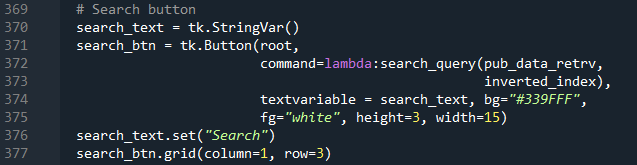 369 # Search button
370 search_text = tk.StringVar()
371 search_btn = tk.Button(root,
372 command=lambda:search_query(pub_data_retrv,
373 inverted_index),
374 textvariable = search_text, bg="#339FFF",
375 fg="white", height=3, width=15)
376 search_text.set("Search")
377 search_btn.grid(column=1, row=3)